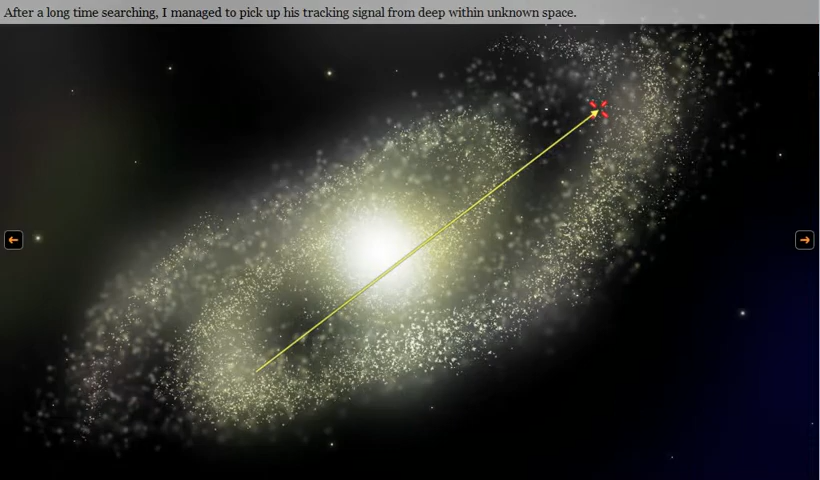 After a long time searching, I managed to pick up his tracking signal from deep within unknown space.